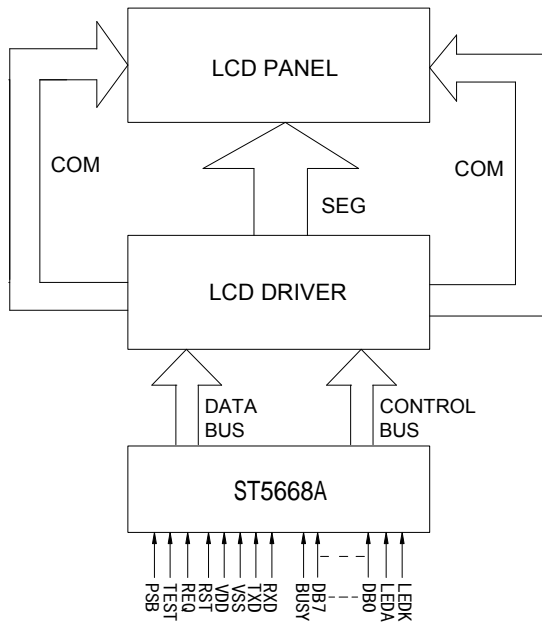 LCD PANEL
COM
COM
SEG
LCD DRIVER
DATA
BUS
CONTROL
BUS
ST5668A
PSB
TEST
REQ
RST
VDD
VSS
TXD
RXD
BUSY
DB7
DB0
LEDA
LEDK